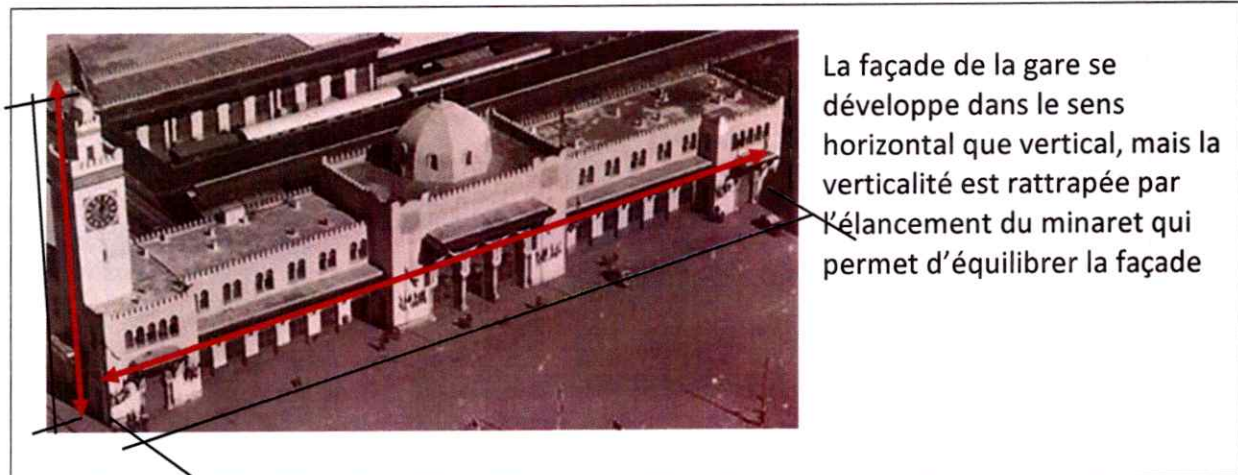 La façade de la gare se
développe dans le sens
horizontal que vertical, mais la
verticalité est rattrapée par
l'élancement du minaret qui
permet d'équilibrer la façade